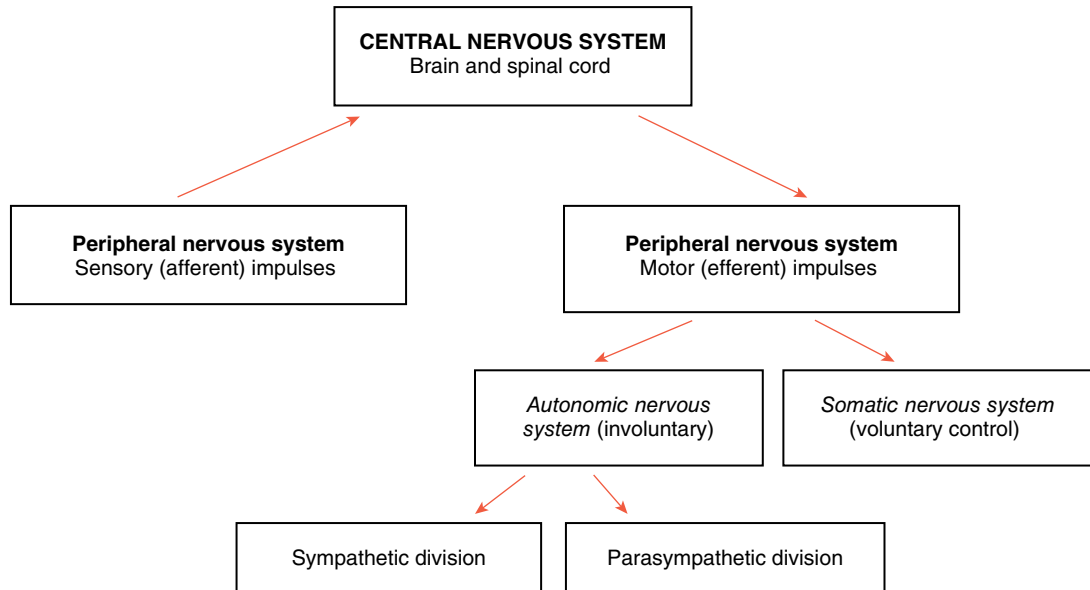 CENTRAL NERVOUS SYSTEM
Brain and spinal cord
Peripheral nervous system
Sensory (afferent) impulses
Peripheral nervous system
Motor (efferent) impulses
Autonomic nervous
system (involuntary)
Somatic nervous system
(voluntary control)
Sympathetic division
Parasympathetic division